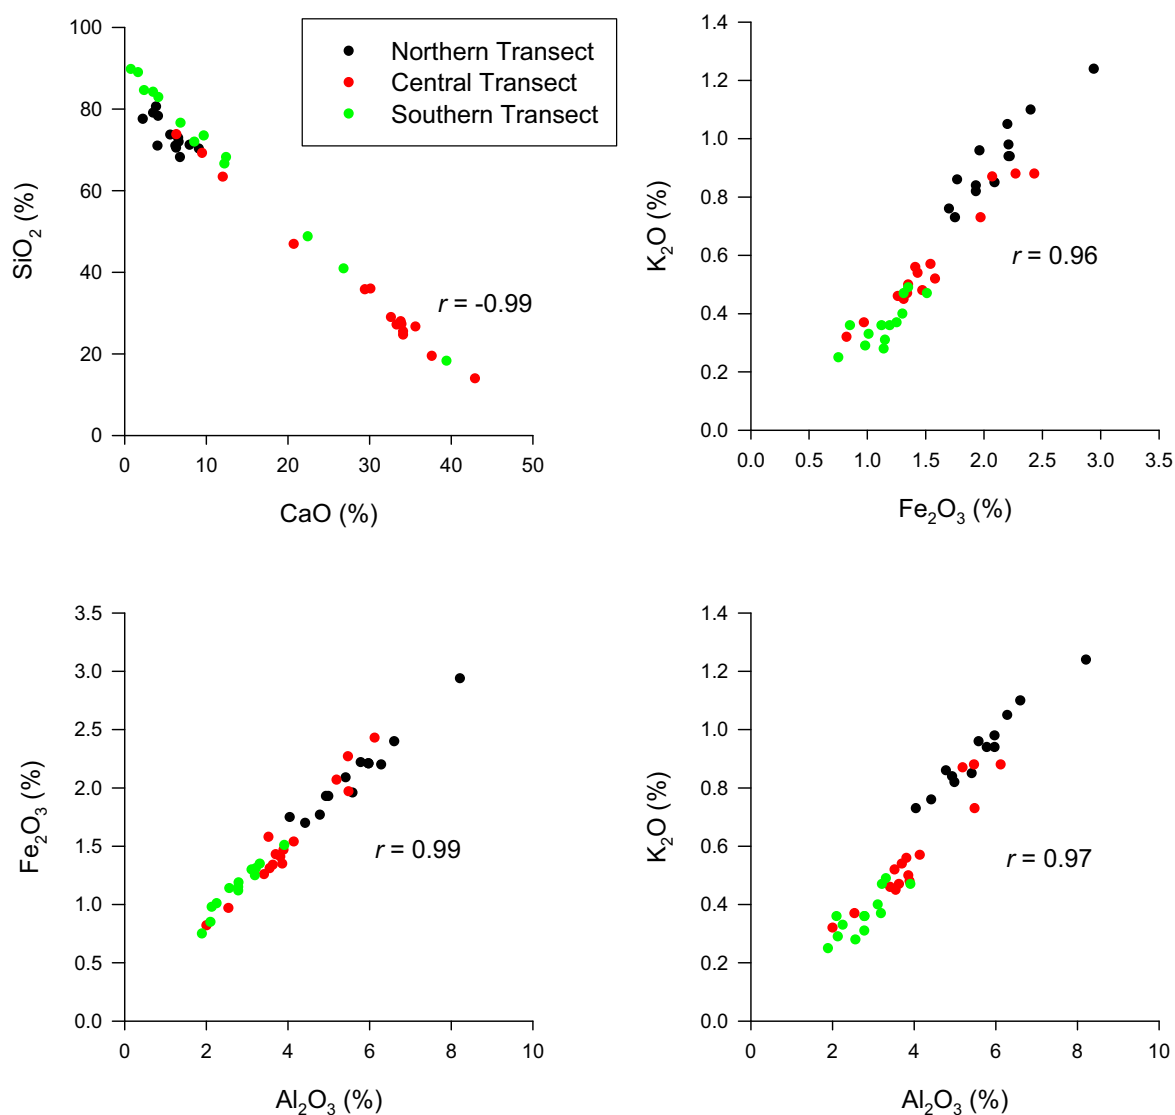 100
80
60
40
20
0
0 10 20 30 40 50
SiO₂ (%)
CaO (%)
r = -0.99
Northern Transect
Central Transect
Southern Transect
1.4
1.2
1.0
0.8
0.6
0.4
0.2
0.0
0.0 0.5 1.0 1.5 2.0 2.5 3.0 3.5
K₂O (%)
Fe₂O₃ (%)
r = 0.96
3.5
3.0
2.5
2.0
1.5
1.0
0.5
0.0
0 2 4 6 8 10
Fe₂O₃ (%)
Al₂O₃ (%)
r = 0.99
1.4
1.2
1.0
0.8
0.6
0.4
0.2
0.0
0 2 4 6 8 10
K₂O (%)
Al₂O₃ (%)
r = 0.97